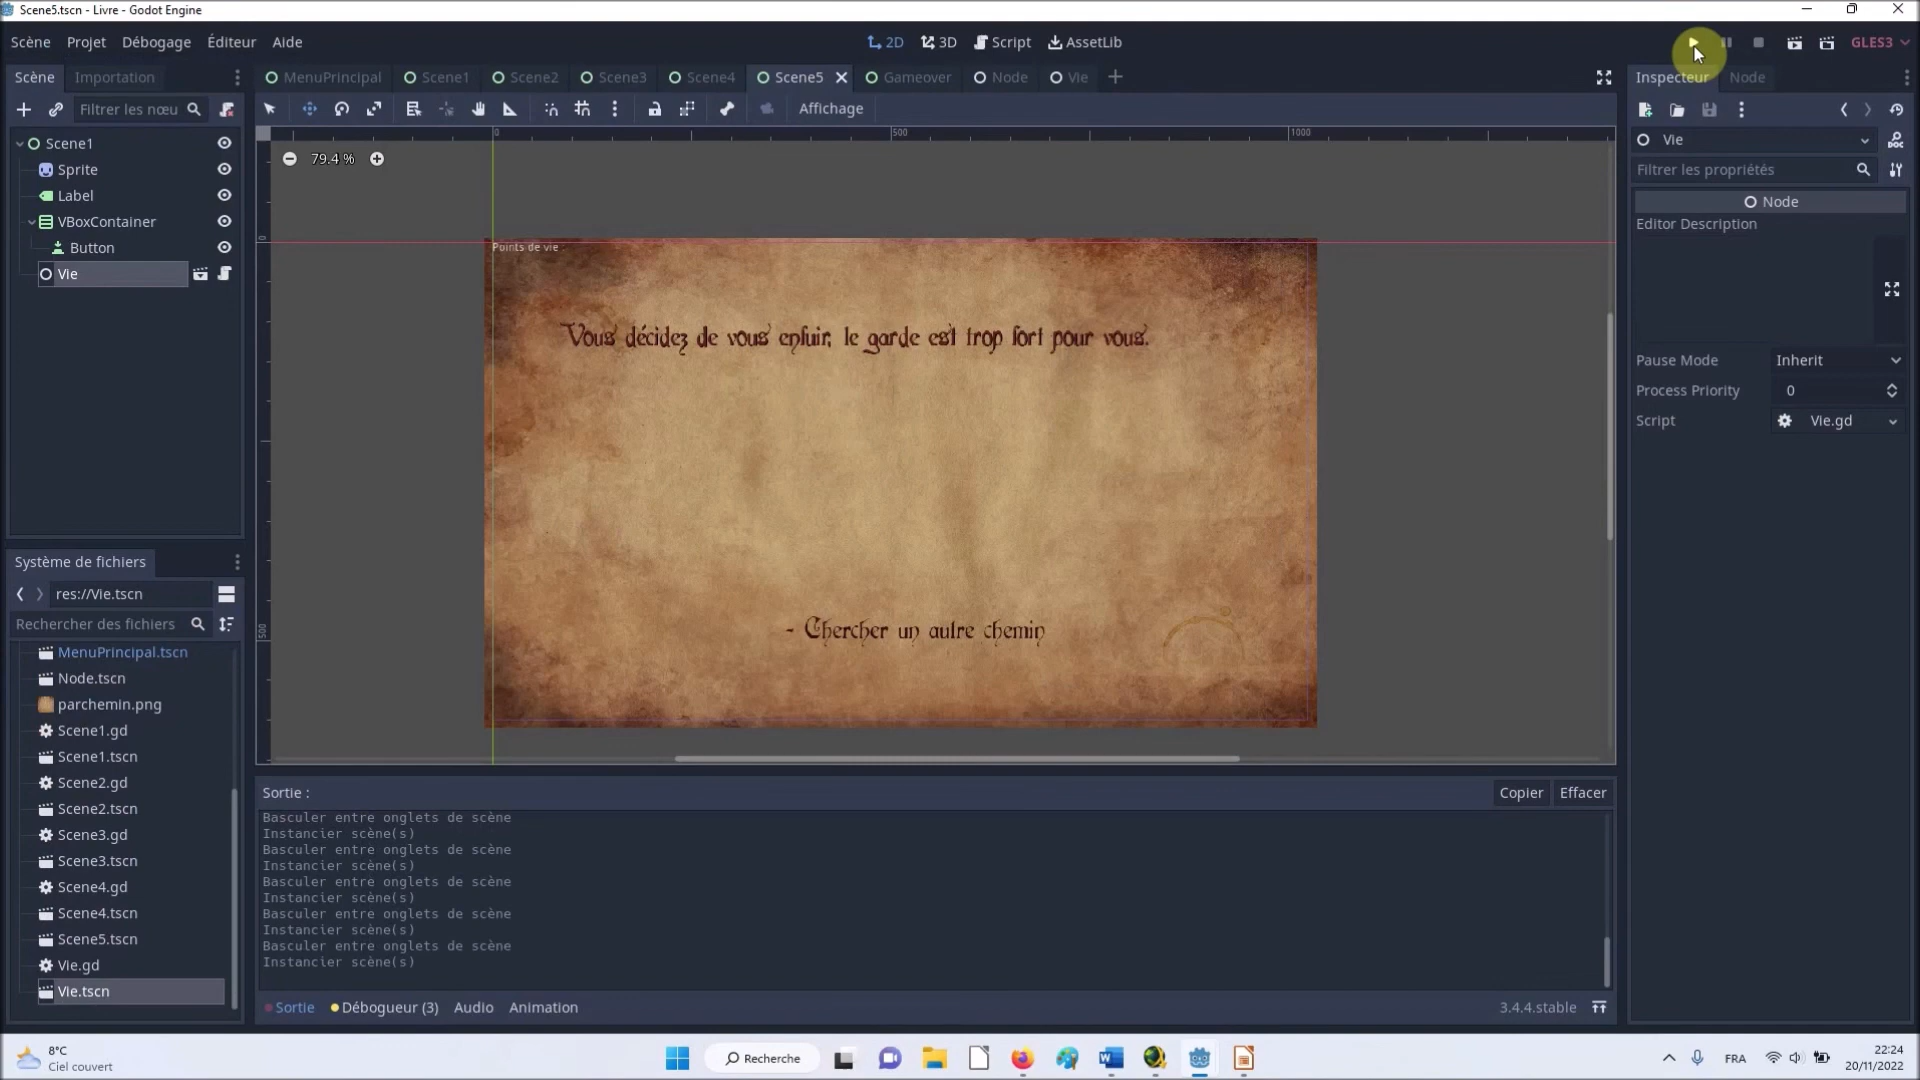 Scene5.tscn - Livre - Godot Engine
Scène Projet Débogage Éditeur Aide
2D 3D Script AssetLib
GLES3
Scène Importation
MenuPrincipal Scene1 Scene2 Scene3 Scene4 Scene5 Gameover Node Vie
Inspecteur Node
Filtrer les nœu
Affichage
0 500 1000
Vie
DOC
Filtrer les propriétés
79.4 %
Scene1
Sprite
Label
VBoxContainer
Button
Vie
Node
Editor Description
Pause Mode Inherit
Process Priority 0
Script Vie.gd
0
500
Points de vie
Vous décidez de vous enfuir, le garde est trop fort pour vous.
- Chercher un autre chemin
Système de fichiers
res://Vie.tscn
Rechercher des fichiers
MenuPrincipal.tscn
Node.tscn
parchemin.png
Scene1.gd
Scene1.tscn
Scene2.gd
Scene2.tscn
Scene3.gd
Scene3.tscn
Scene4.gd
Scene4.tscn
Scene5.tscn
Vie.gd
Vie.tscn
Sortie :
Copier Effacer
Basculer entre onglets de scène
Instancier scène(s)
Basculer entre onglets de scène
Instancier scène(s)
Basculer entre onglets de scène
Instancier scène(s)
Basculer entre onglets de scène
Instancier scène(s)
Basculer entre onglets de scène
Instancier scène(s)
Sortie Débogueur (3) Audio Animation
3.4.4.stable
8°C
Ciel couvert
Recherche
FRA
22:24
20/11/2022